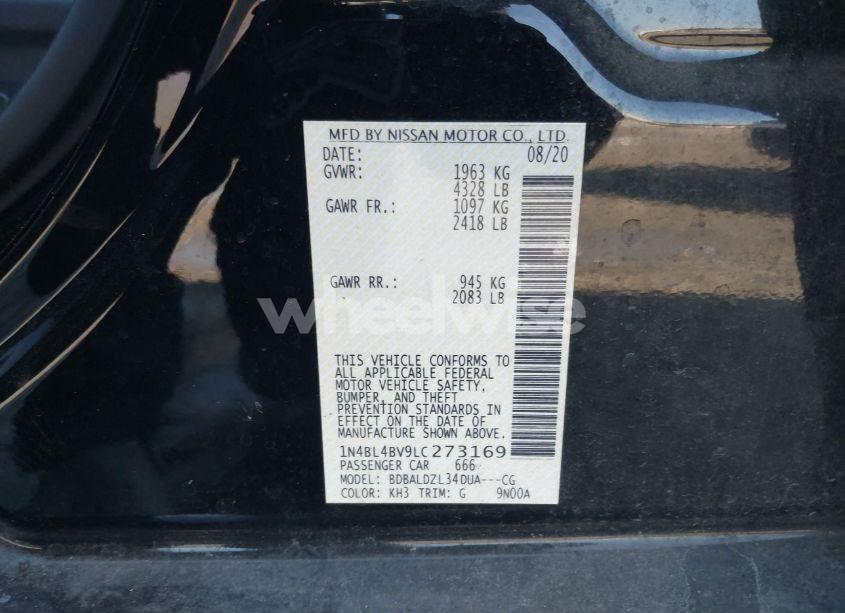 MFD BY NISSAN MOTOR CO., LTD.
DATE: 08/20
GVWR: 1963 KG
4328 LB
GAWR FR.: 1097 KG
2418 LB
GAWR RR.: 945 KG
2083 LB
wheelwise
THIS VEHICLE CONFORMS TO
ALL APPLICABLE FEDERAL
MOTOR VEHICLE SAFETY,
BUMPER, AND THEFT
PREVENTION STANDARDS IN
EFFECT ON THE DATE OF
MANUFACTURE SHOWN ABOVE.
1N4BL4BV9LC273169
PASSENGER CAR 666
MODEL: BDBALDZL34DUA---CG
COLOR: KH3 TRIM: G 9N00A